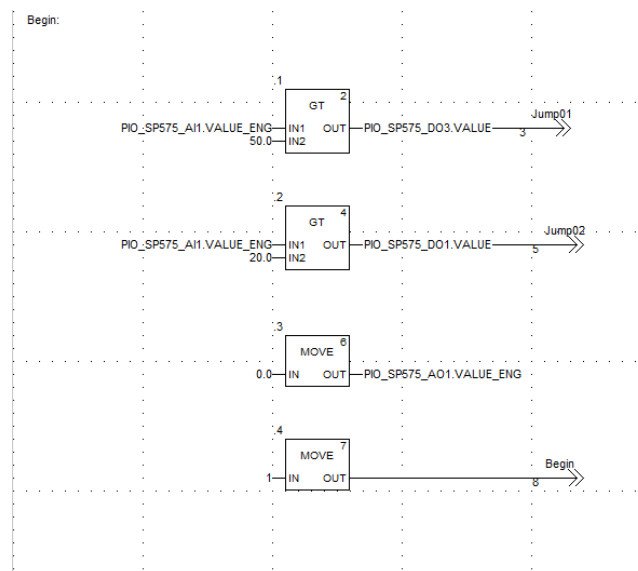 Begin:
.1
2
GT
Jump01
PIO_SP575_AI1.VALUE_ENG IN1 OUT PIO_SP575_DO3.VALUE
3
50.0 IN2
.2
4
GT
Jump02
PIO_SP575_AI1.VALUE_ENG IN1 OUT PIO_SP575_DO1.VALUE
5
20.0 IN2
.3
6
MOVE
0.0 IN OUT PIO_SP575_AO1.VALUE_ENG
.4
7
MOVE
Begin
1 IN OUT
8